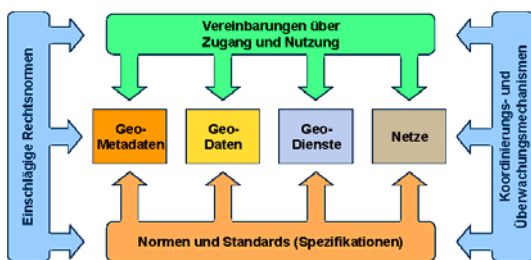 Einschlägige Rechtsnormen
Vereinbarungen über
Zugang und Nutzung
Geo-
Metadaten
Geo-
Daten
Geo-
Dienste
Netze
Normen und Standards (Spezifikationen)
Koordinierungs- und
Überwachungsmechanismen